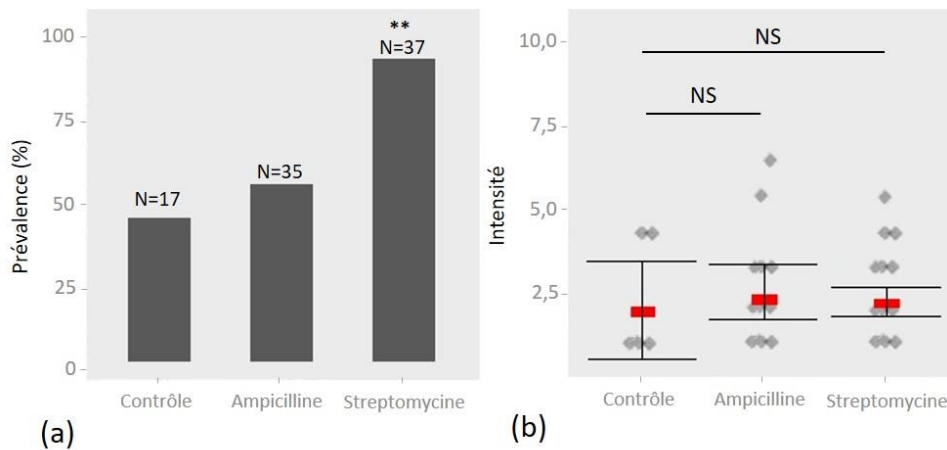 Prévalence (%)
100
75
50
25
0
N=17
N=35
**
N=37
Contrôle
Ampicilline
Streptomycine
(a)
Intensité
10,0
7,5
5,0
2,5
NS
NS
Contrôle
Ampicilline
Streptomycine
(b)